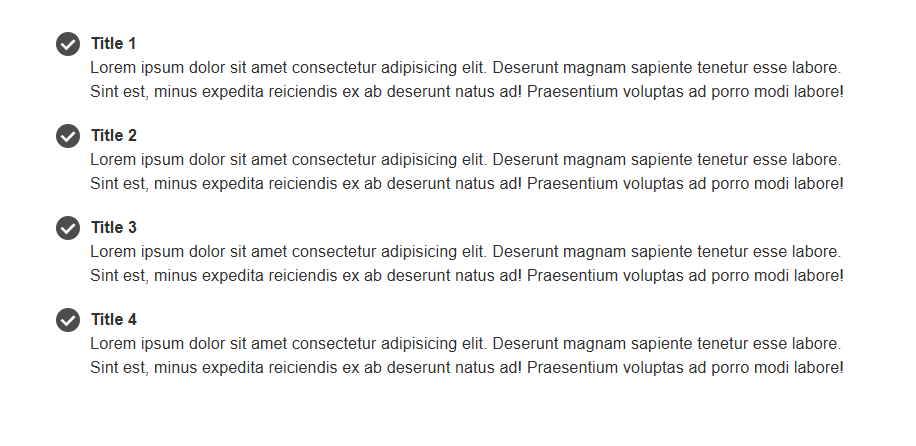 Title 1
Lorem ipsum dolor sit amet consectetur adipisicing elit. Deserunt magnam sapiente tenetur esse labore.
Sint est, minus expedita reiciendis ex ab deserunt natus ad! Praesentium voluptas ad porro modi labore!
Title 2
Lorem ipsum dolor sit amet consectetur adipisicing elit. Deserunt magnam sapiente tenetur esse labore.
Sint est, minus expedita reiciendis ex ab deserunt natus ad! Praesentium voluptas ad porro modi labore!
Title 3
Lorem ipsum dolor sit amet consectetur adipisicing elit. Deserunt magnam sapiente tenetur esse labore.
Sint est, minus expedita reiciendis ex ab deserunt natus ad! Praesentium voluptas ad porro modi labore!
Title 4
Lorem ipsum dolor sit amet consectetur adipisicing elit. Deserunt magnam sapiente tenetur esse labore.
Sint est, minus expedita reiciendis ex ab deserunt natus ad! Praesentium voluptas ad porro modi labore!